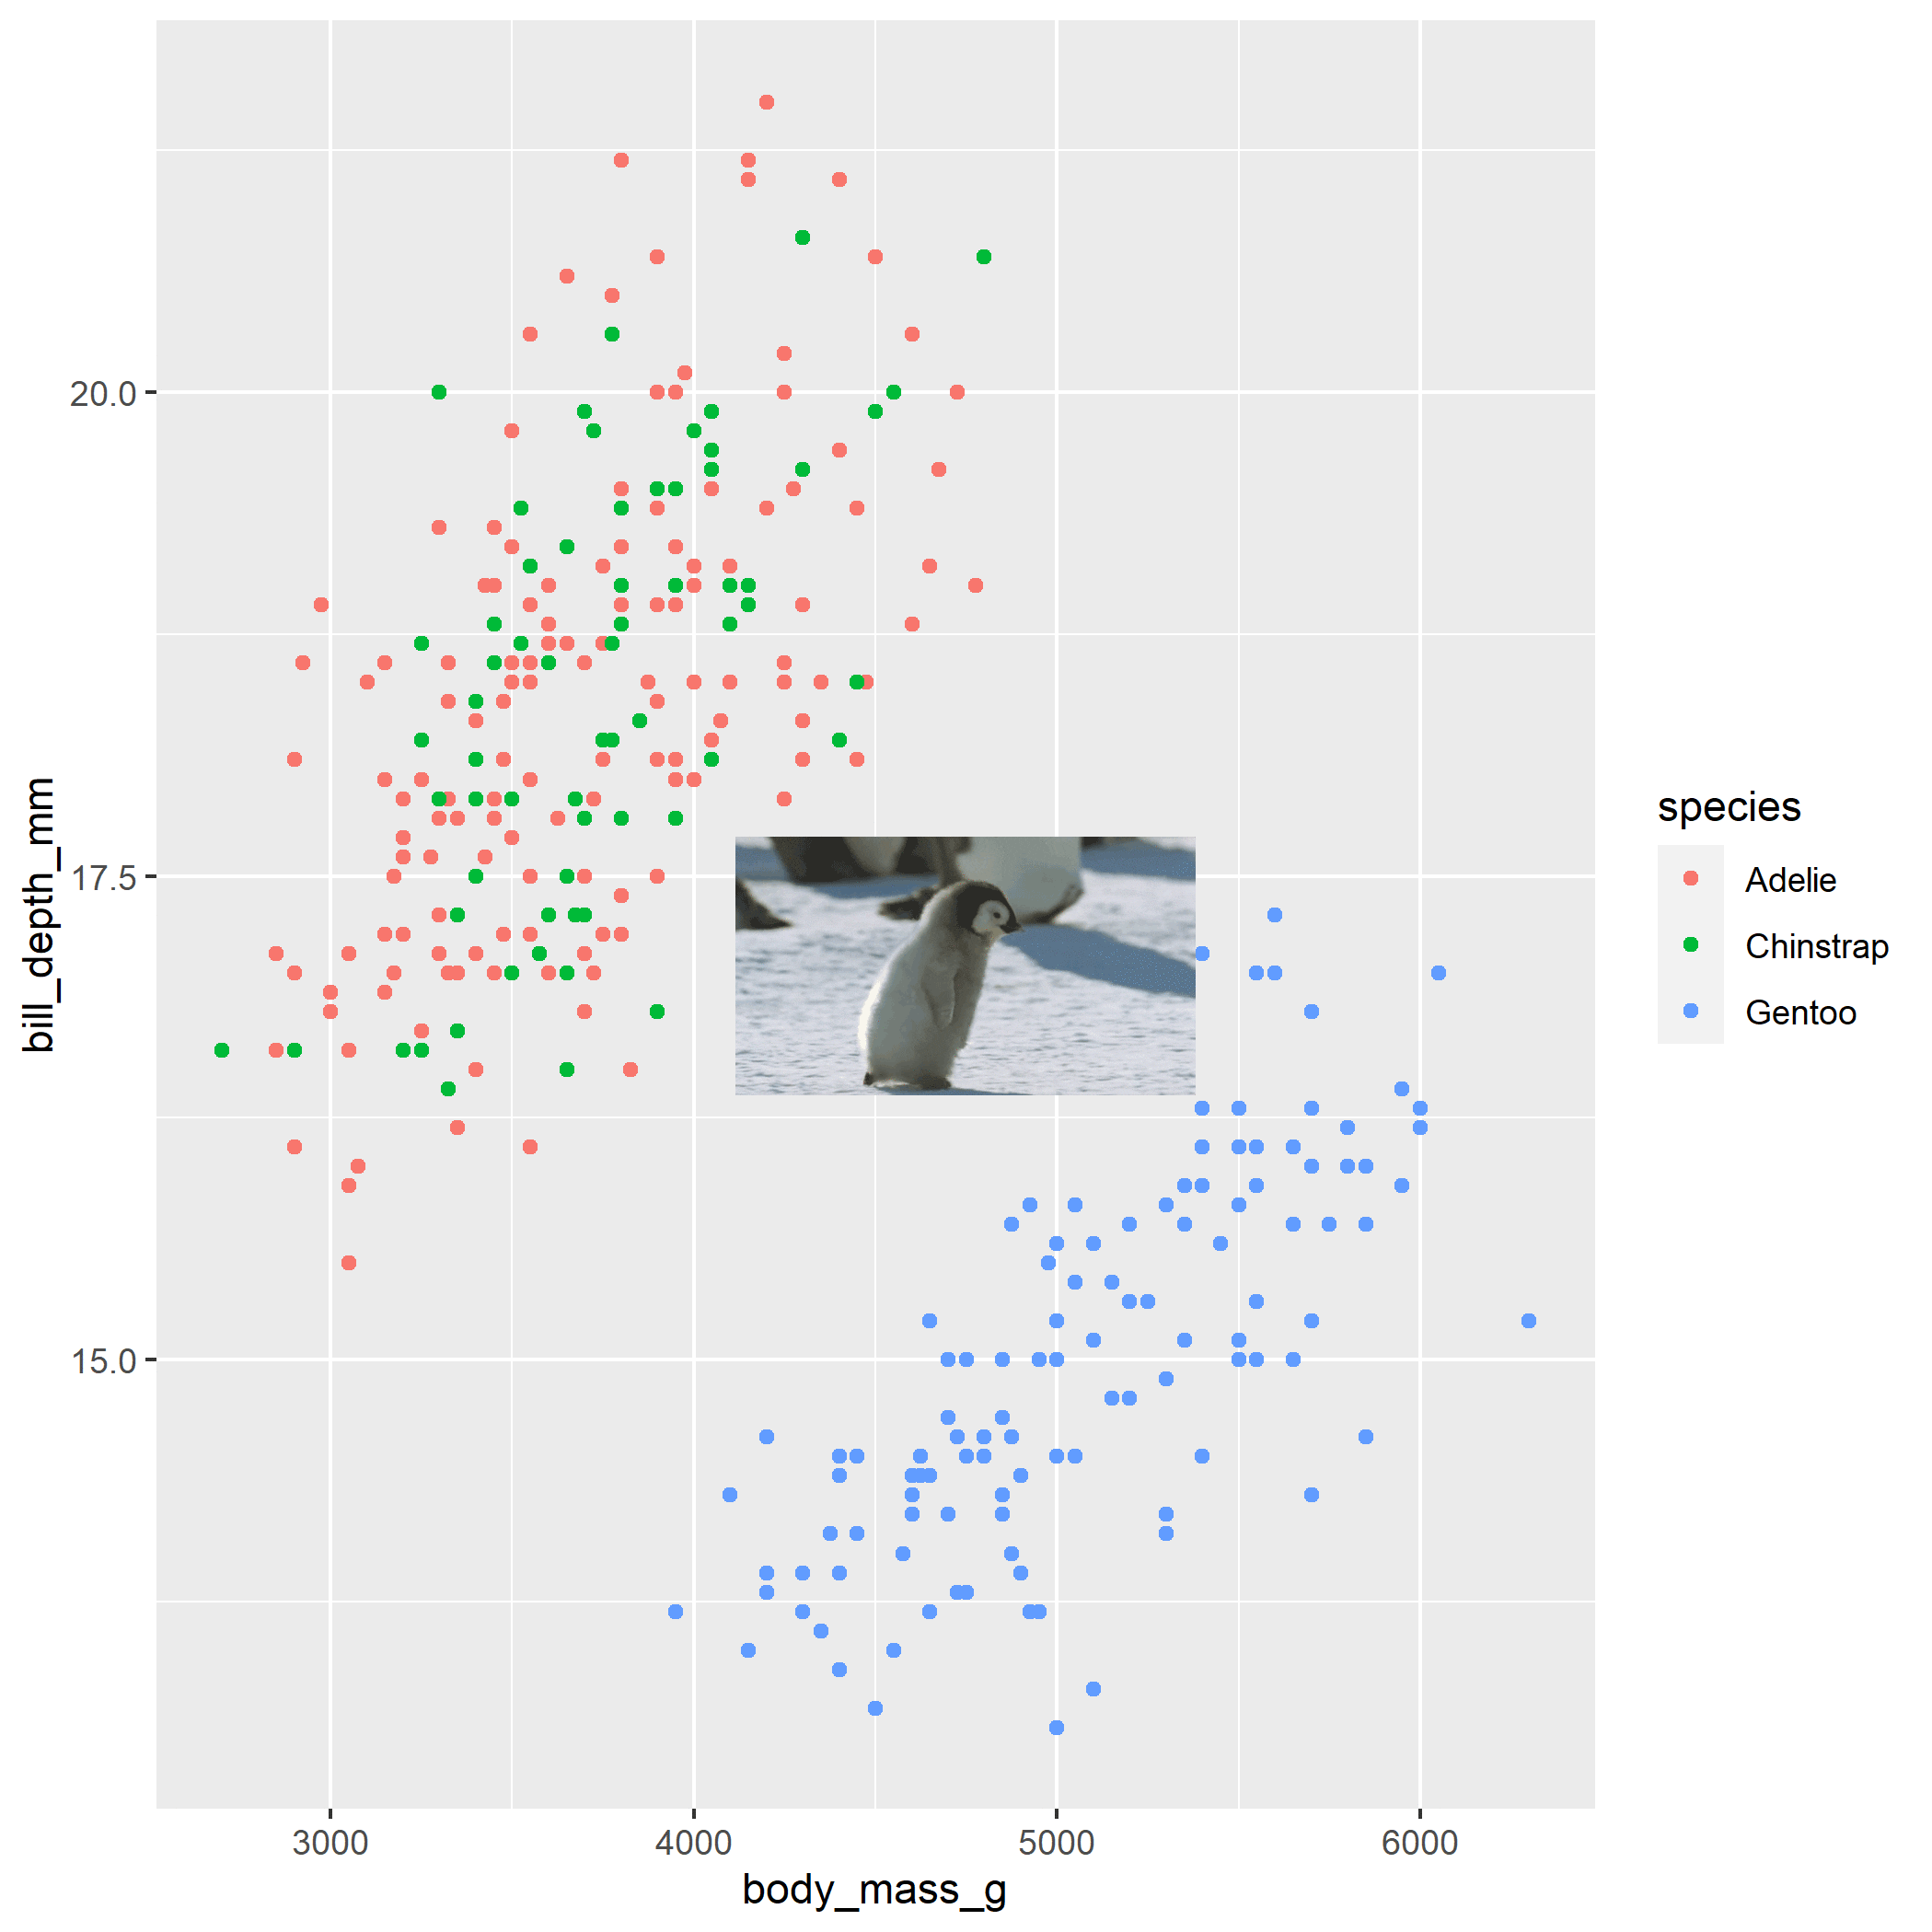 20.0
17.5
15.0
bill_depth_mm
3000 4000 5000 6000
body_mass_g
species
Adelie
Chinstrap
Gentoo